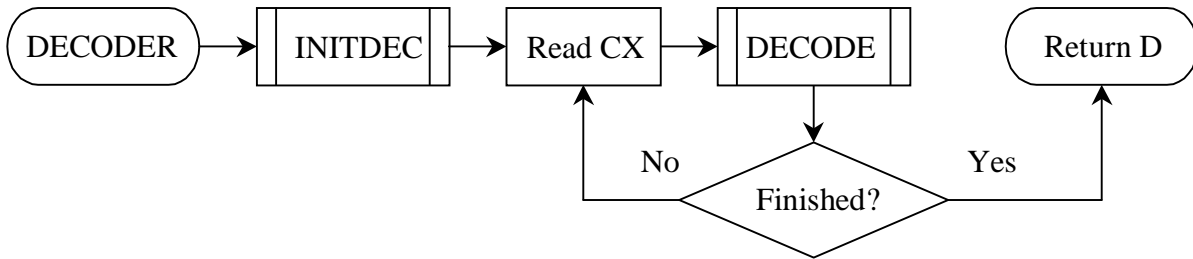 DECODER
INITDEC
Read CX
DECODE
Return D
No
Yes
Finished?